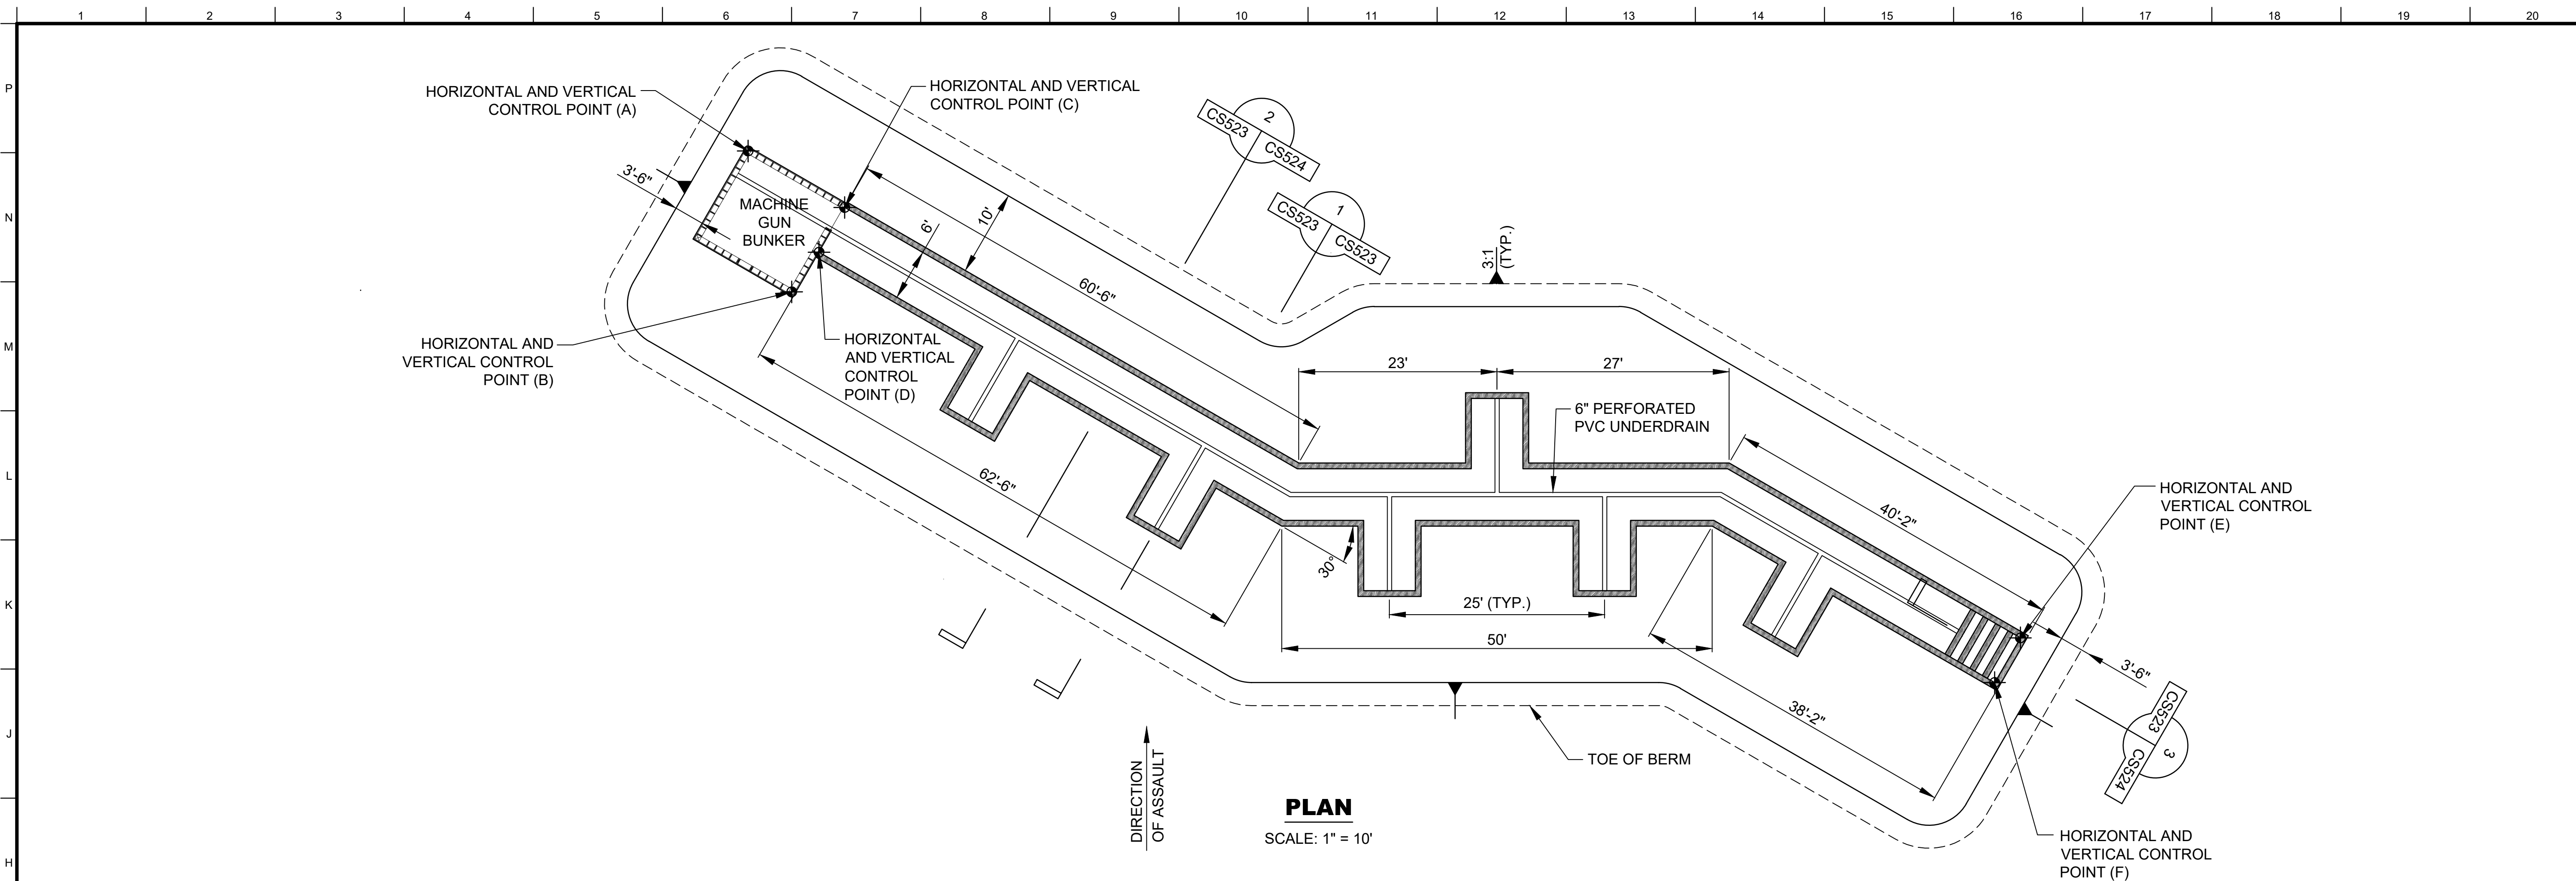 1 2 3 4 5 6 7 8 9 10 11 12 13 14 15 16 17 18 19 20
P
N
M
L
K
J
H
HORIZONTAL AND VERTICAL
CONTROL POINT (A)
HORIZONTAL AND VERTICAL
CONTROL POINT (C)
2
CS523
CS524
1
CS523
CS523
3'-6"
MACHINE
GUN
BUNKER
6'
10'
60'-6"
3:1
(TYP.)
HORIZONTAL AND
VERTICAL CONTROL
POINT (B)
HORIZONTAL
AND VERTICAL
CONTROL
POINT (D)
23'
27'
6" PERFORATED
PVC UNDERDRAIN
62'-6"
40'-2"
HORIZONTAL AND
VERTICAL CONTROL
POINT (E)
30°
25' (TYP.)
50'
38'-2"
3'-6"
CS523
3
CS524
DIRECTION
OF ASSAULT
TOE OF BERM
PLAN
SCALE: 1" = 10'
HORIZONTAL AND
VERTICAL CONTROL
POINT (F)